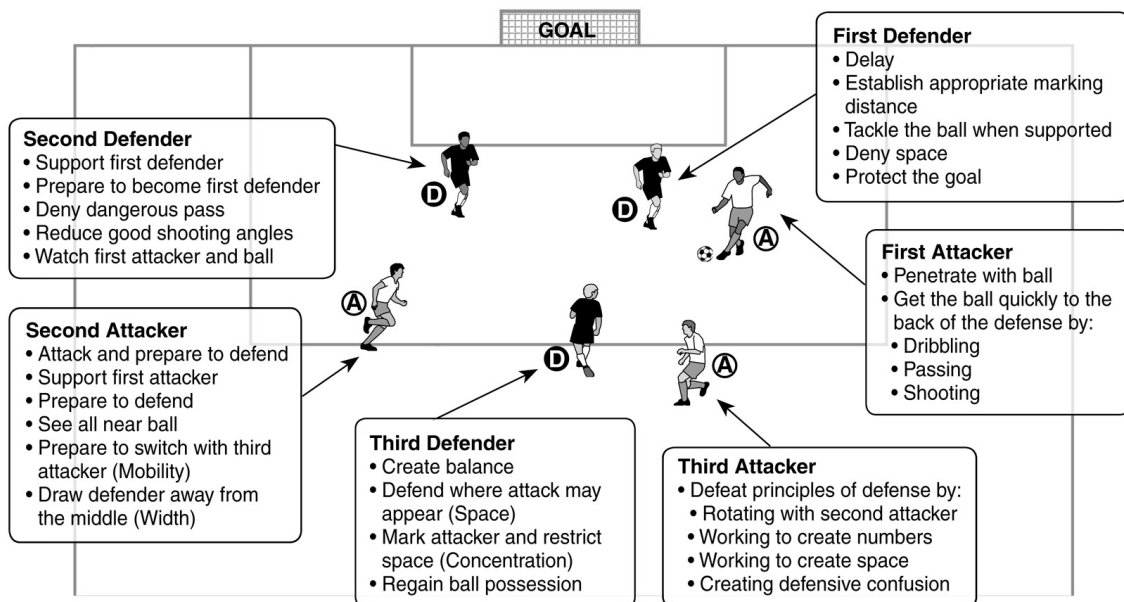 GOAL
First Defender
• Delay
• Establish appropriate marking
distance
• Tackle the ball when supported
• Deny space
• Protect the goal
Second Defender
• Support first defender
• Prepare to become first defender
• Deny dangerous pass
• Reduce good shooting angles
• Watch first attacker and ball
D
D
A
First Attacker
• Penetrate with ball
• Get the ball quickly to the
back of the defense by:
• Dribbling
• Passing
• Shooting
A
Second Attacker
• Attack and prepare to defend
• Support first attacker
• Prepare to defend
• See all near ball
• Prepare to switch with third
attacker (Mobility)
• Draw defender away from
the middle (Width)
D
A
Third Defender
• Create balance
• Defend where attack may
appear (Space)
• Mark attacker and restrict
space (Concentration)
• Regain ball possession
Third Attacker
• Defeat principles of defense by:
• Rotating with second attacker
• Working to create numbers
• Working to create space
• Creating defensive confusion